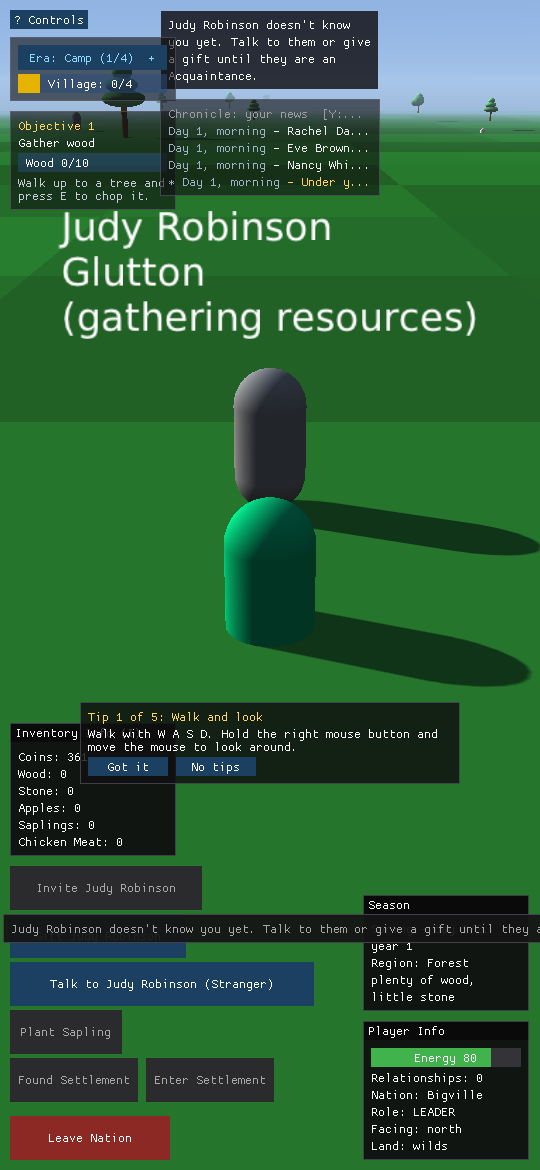 ? Controls
Era: Camp (1/4) +
Village: 0/4
Judy Robinson doesn't know
you yet. Talk to them or give
a gift until they are an
Acquaintance.
Chronicle: your news [Y:...
Day 1, morning – Rachel Da...
Day 1, morning – Eve Brown...
Day 1, morning – Nancy Whi...
* Day 1, morning – Under y...
Objective 1
Gather wood
Wood 0/10
Walk up to a tree and
press E to chop it.
Judy Robinson
Glutton
(gathering resources)
Tip 1 of 5: Walk and look
Walk with W A S D. Hold the right mouse button and
move the mouse to look around.
Got it
No tips
Inventory
Coins: 36
Wood: 0
Stone: 0
Apples: 0
Saplings: 0
Chicken Meat: 0
Invite Judy Robinson
Judy Robinson doesn't know you yet. Talk to them or give a gift until they a
Talk to Judy Robinson (Stranger)
Plant Sapling
Found Settlement
Enter Settlement
Leave Nation
Season
year 1
Region: Forest
plenty of wood,
little stone
Player Info
Energy 80
Relationships: 0
Nation: Bigville
Role: LEADER
Facing: north
Land: wilds